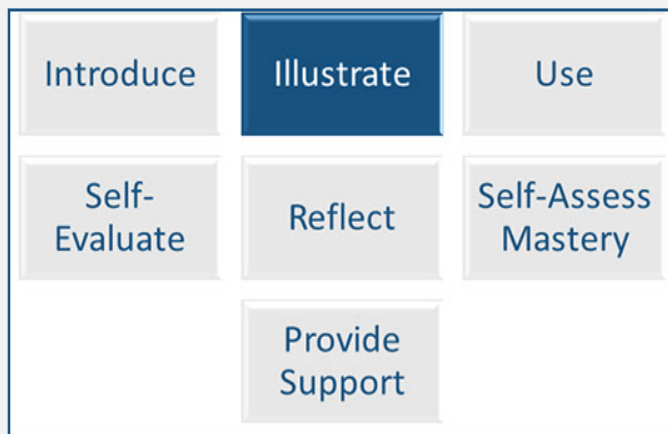 Introduce
Illustrate
Use
Self-
Evaluate
Reflect
Self-Assess
Mastery
Provide
Support